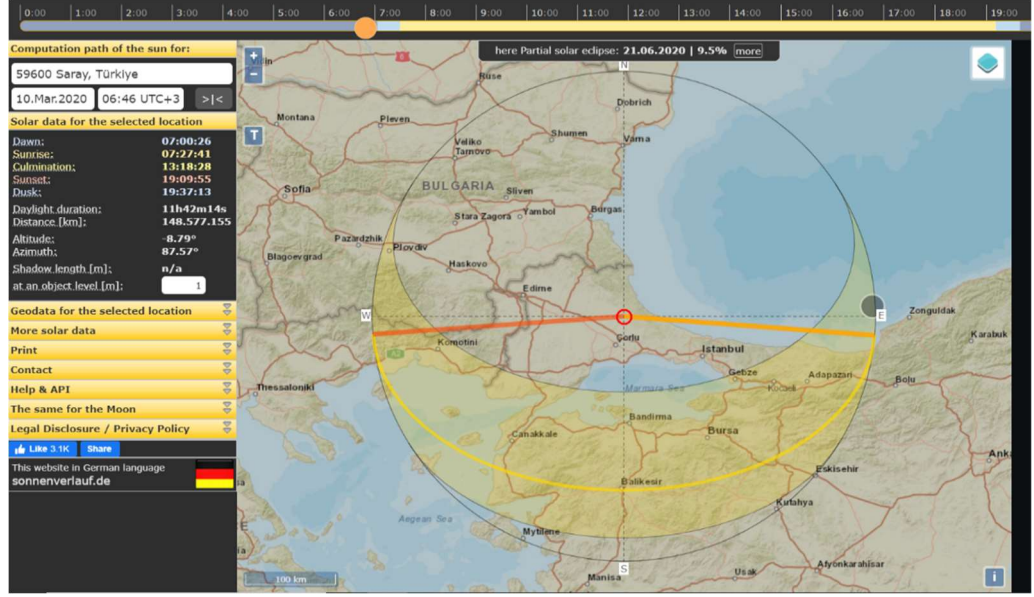 0:00 1:00 2:00 3:00 4:00 5:00 6:00 7:00 8:00 9:00 10:00 11:00 12:00 13:00 14:00 15:00 16:00 17:00 18:00 19:00
Computation path of the sun for:
59600 Saray, Türkiye
10.Mar.2020 06:46 UTC+3 >|<
Solar data for the selected location
Dawn: 07:00:26
Sunrise: 07:27:41
Culmination: 13:18:28
Sunset: 19:09:55
Dusk: 19:37:13
Daylight duration: 11h42m14s
Distance [km]: 148.577.155
Altitude: -8.79°
Azimuth: 87.57°
Shadow length [m]: n/a
at an object level [m]: 1
Geodata for the selected location
More solar data
Print
Contact
Help & API
The same for the Moon
Legal Disclosure / Privacy Policy
Like 3.1K Share
This website in German language
sonnenverlauf.de
+
-
T
here Partial solar eclipse: 21.06.2020 | 9.5% more
N
Ruse
Dobrich
Montana
Pleven
Shumen
Varna
Veliko
Tarnovo
BULGARIA
Sofia
Sliven
Stara Zagora
Yambol
Burgas
Pazardzhik
Plovdiv
Blagoevgrad
Haskovo
Edirne
W
E
Zonguldak
Karabuk
Komotini
A2
Corlu
Istanbul
Gebze
Kocaeli
Adapazari
Bolu
Thessaloniki
Marmara Sea
Bandirma
Bursa
Canakkale
Eskisehir
Ank
Balikesir
Kutahya
Aegean Sea
Mytilene
S
Manisa
Usak
Afyonkarahisar
100 km
i